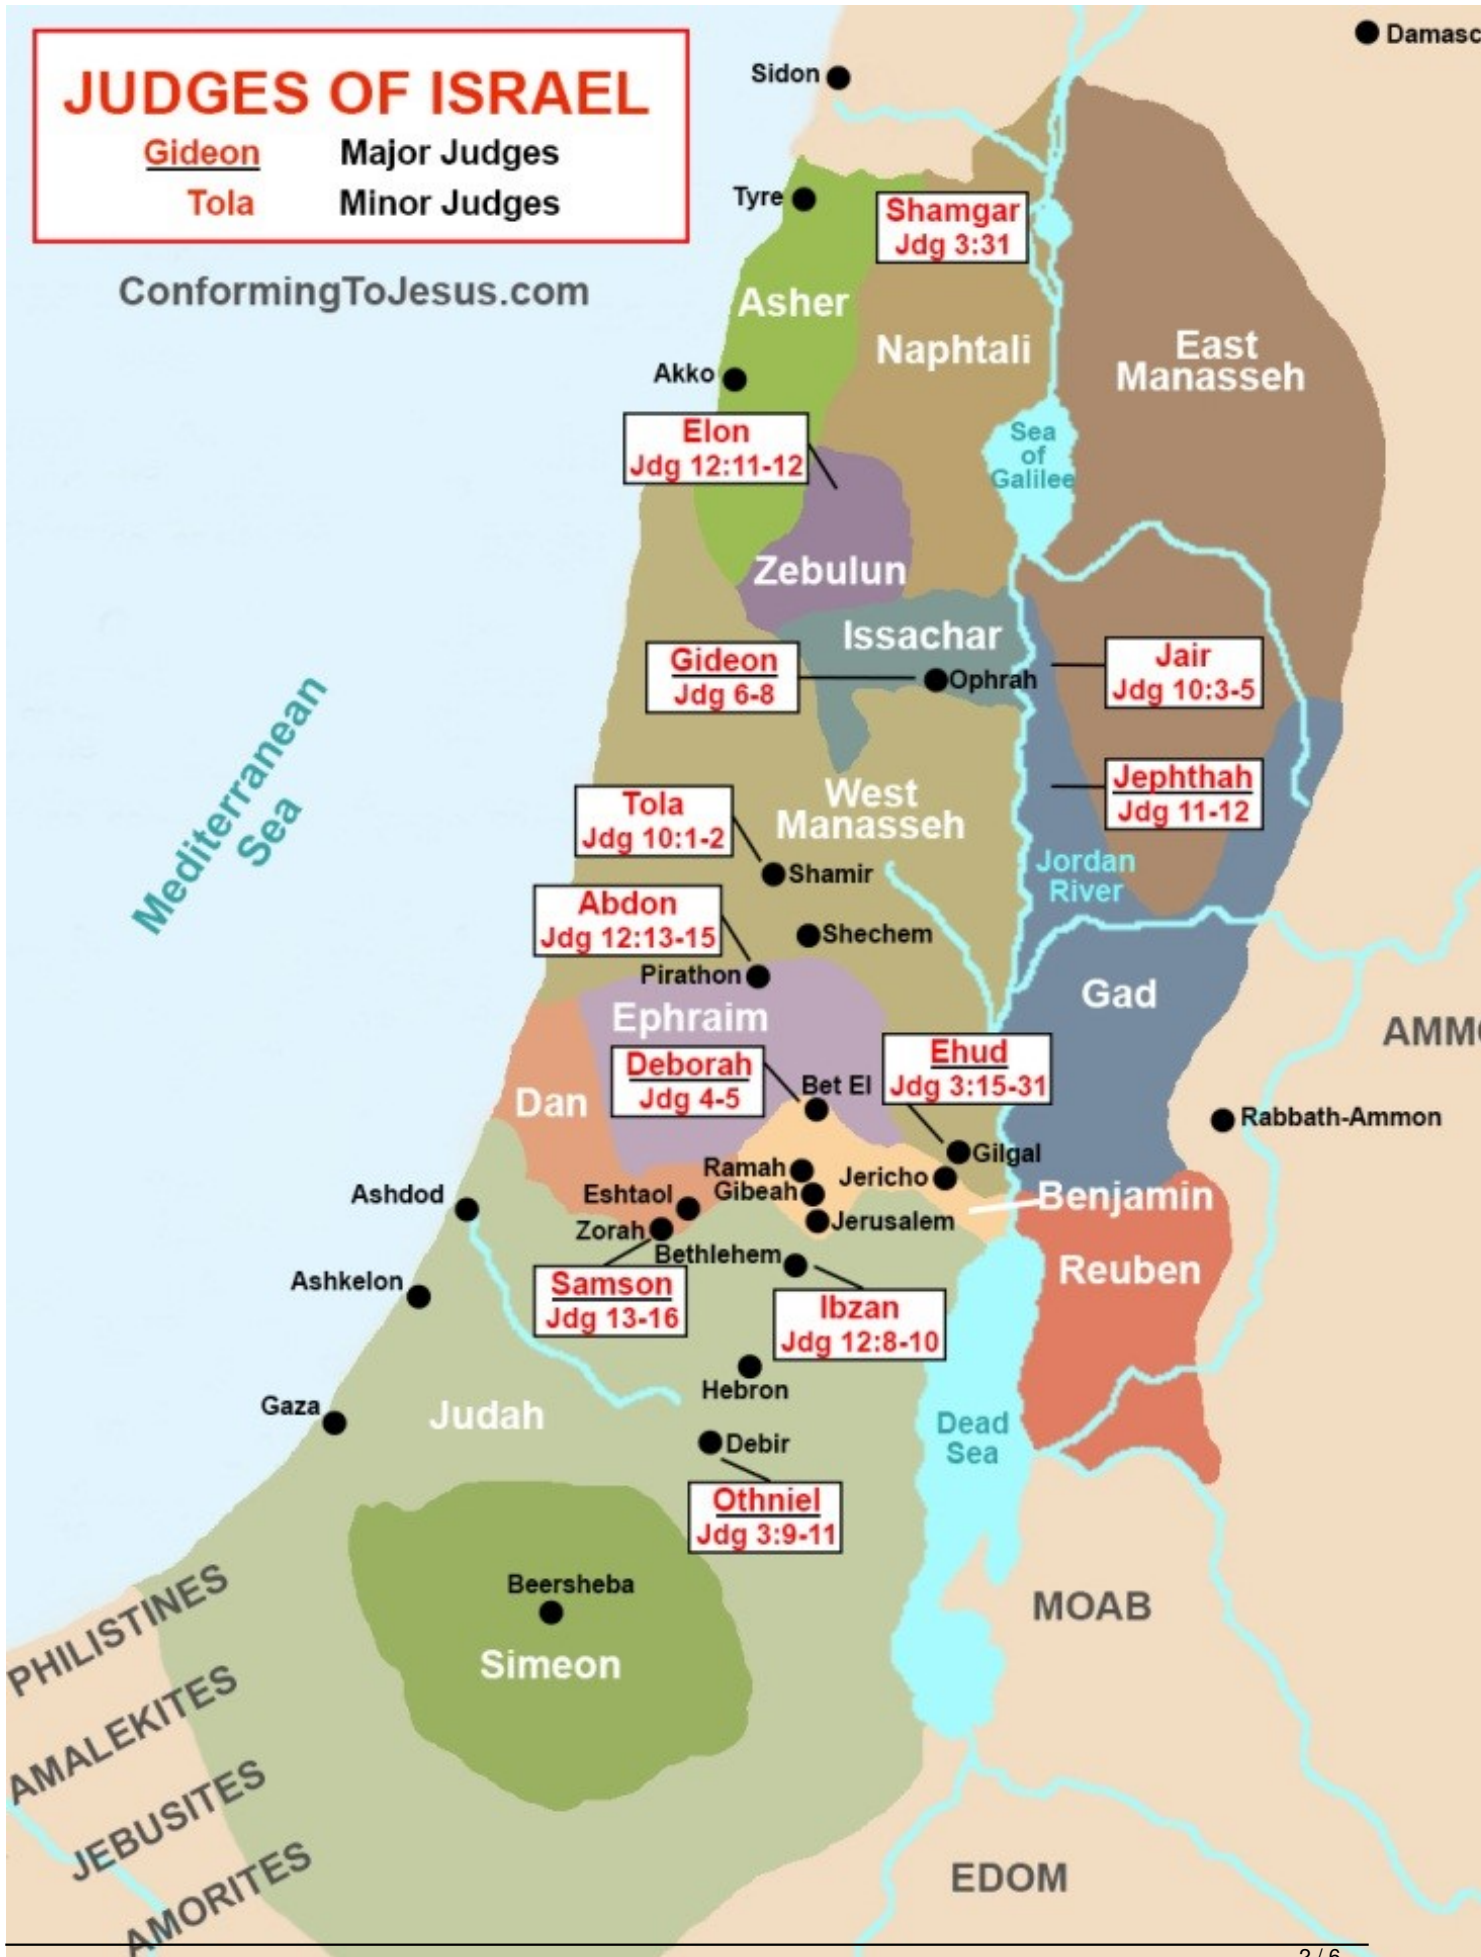 JUDGES OF ISRAEL
Gideon Major Judges
Tola Minor Judges
ConformingToJesus.com
Damasc
Sidon
Tyre
Shamgar
Jdg 3:31
Asher
Naphtali
East
Manasseh
Akko
Elon
Jdg 12:11-12
Sea
of
Galilee
Zebulun
Issachar
Gideon
Jdg 6-8
Ophrah
Jair
Jdg 10:3-5
Mediterranean
Sea
West
Manasseh
Jephthah
Jdg 11-12
Tola
Jdg 10:1-2
Jordan
River
Shamir
Abdon
Jdg 12:13-15
Shechem
Pirathon
Ephraim
Gad
AMMO
Deborah
Jdg 4-5
Ehud
Jdg 3:15-31
Dan
Bet El
Rabbath-Ammon
Gilgal
Ramah
Jericho
Gibeah
Benjamin
Ashdod
Eshtaol
Zorah
Jerusalem
Bethlehem
Reuben
Ashkelon
Samson
Jdg 13-16
Ibzan
Jdg 12:8-10
Hebron
Gaza
Judah
Debir
Dead
Sea
Othniel
Jdg 3:9-11
Beersheba
Simeon
MOAB
PHILISTINES
AMALEKITES
JEBUSITES
AMORITES
EDOM
2 / 6